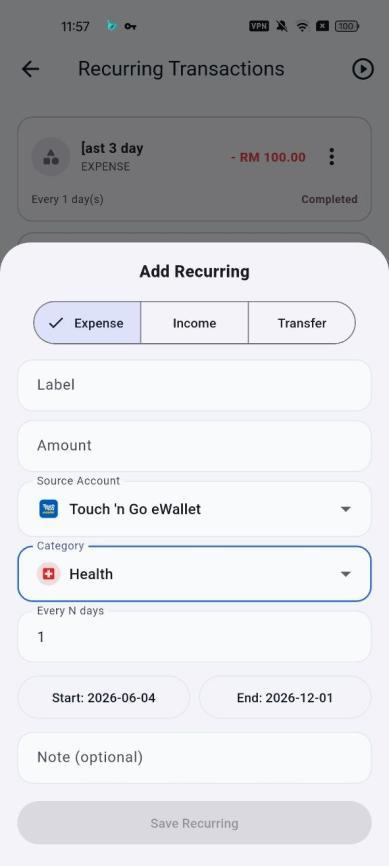 11:57
VPN
100
Recurring Transactions
[ast 3 day
EXPENSE
- RM 100.00
Every 1 day(s)
Completed
Add Recurring
Expense
Income
Transfer
Label
Amount
Source Account
Touch 'n Go eWallet
Category
Health
Every N days
1
Start: 2026-06-04
End: 2026-12-01
Note (optional)
Save Recurring